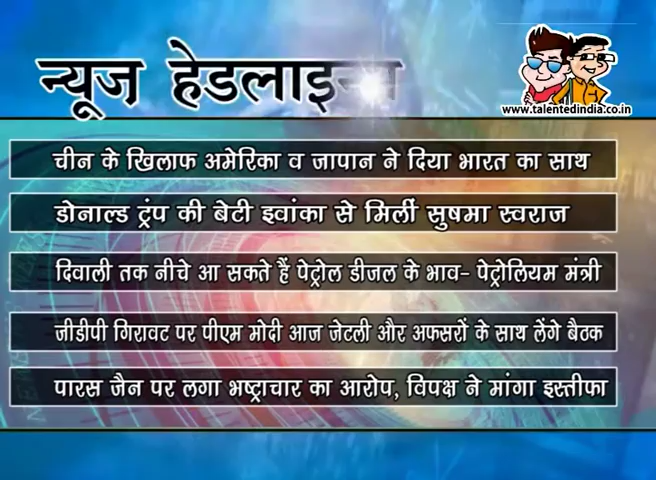 न्यूज़ हेडलाइन्स
www.talentedindia.co.in
चीन के खिलाफ अमेरिका व जापान ने दिया भारत का साथ
डोनाल्ड ट्रंप की बेटी इवांका से मिलीं सुषमा स्वराज
दिवाली तक नीचे आ सकते हैं पेट्रोल डीजल के भाव- पेट्रोलियम मंत्री
जीडीपी गिरावट पर पीएम मोदी आज जेटली और अफसरों के साथ लेंगे बैठक
पारस जैन पर लगा भष्ट्राचार का आरोप, विपक्ष ने मांगा इस्तीफा